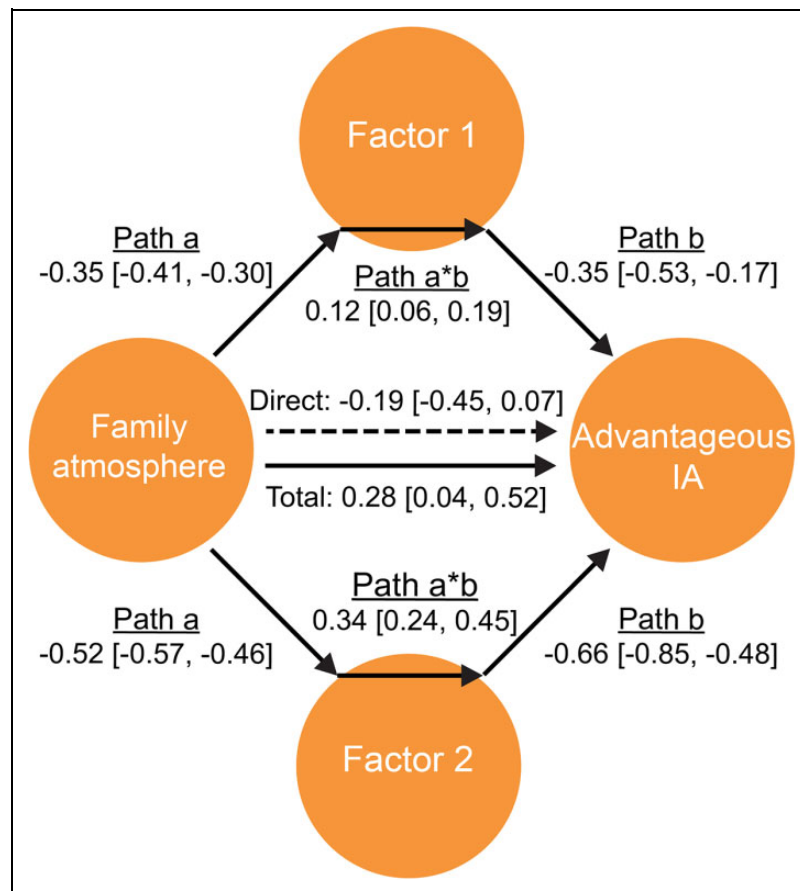 Factor 1
Path a
-0.35 [-0.41, -0.30]
Path a*b
0.12 [0.06, 0.19]
Path b
-0.35 [-0.53, -0.17]
Family
atmosphere
Direct: -0.19 [-0.45, 0.07]
Total: 0.28 [0.04, 0.52]
Advantageous
IA
Path a
-0.52 [-0.57, -0.46]
Path a*b
0.34 [0.24, 0.45]
Path b
-0.66 [-0.85, -0.48]
Factor 2